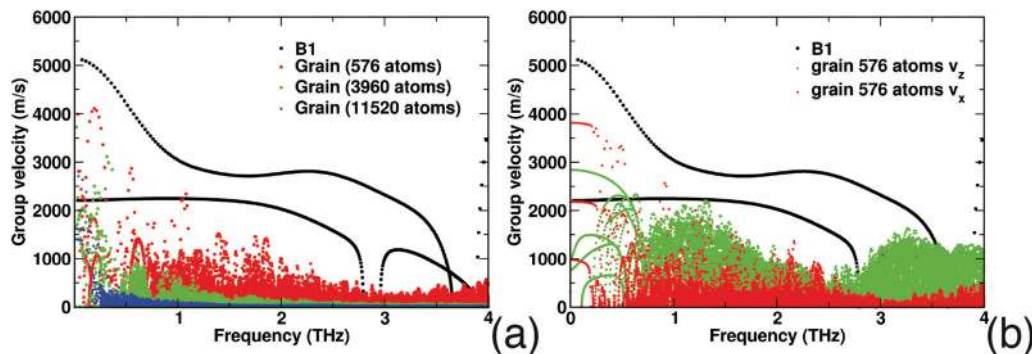 6000
5000
4000
3000
2000
1000
0
Group velocity (m/s)
B1
Grain (576 atoms)
Grain (3960 atoms)
Grain (11520 atoms)
1 2 3 4
Frequency (THz)
(a)
6000
5000
4000
3000
2000
1000
0
Group velocity (m/s)
B1
grain 576 atoms vz
grain 576 atoms vx
0 1 2 3 4
Frequency (THz)
(b)